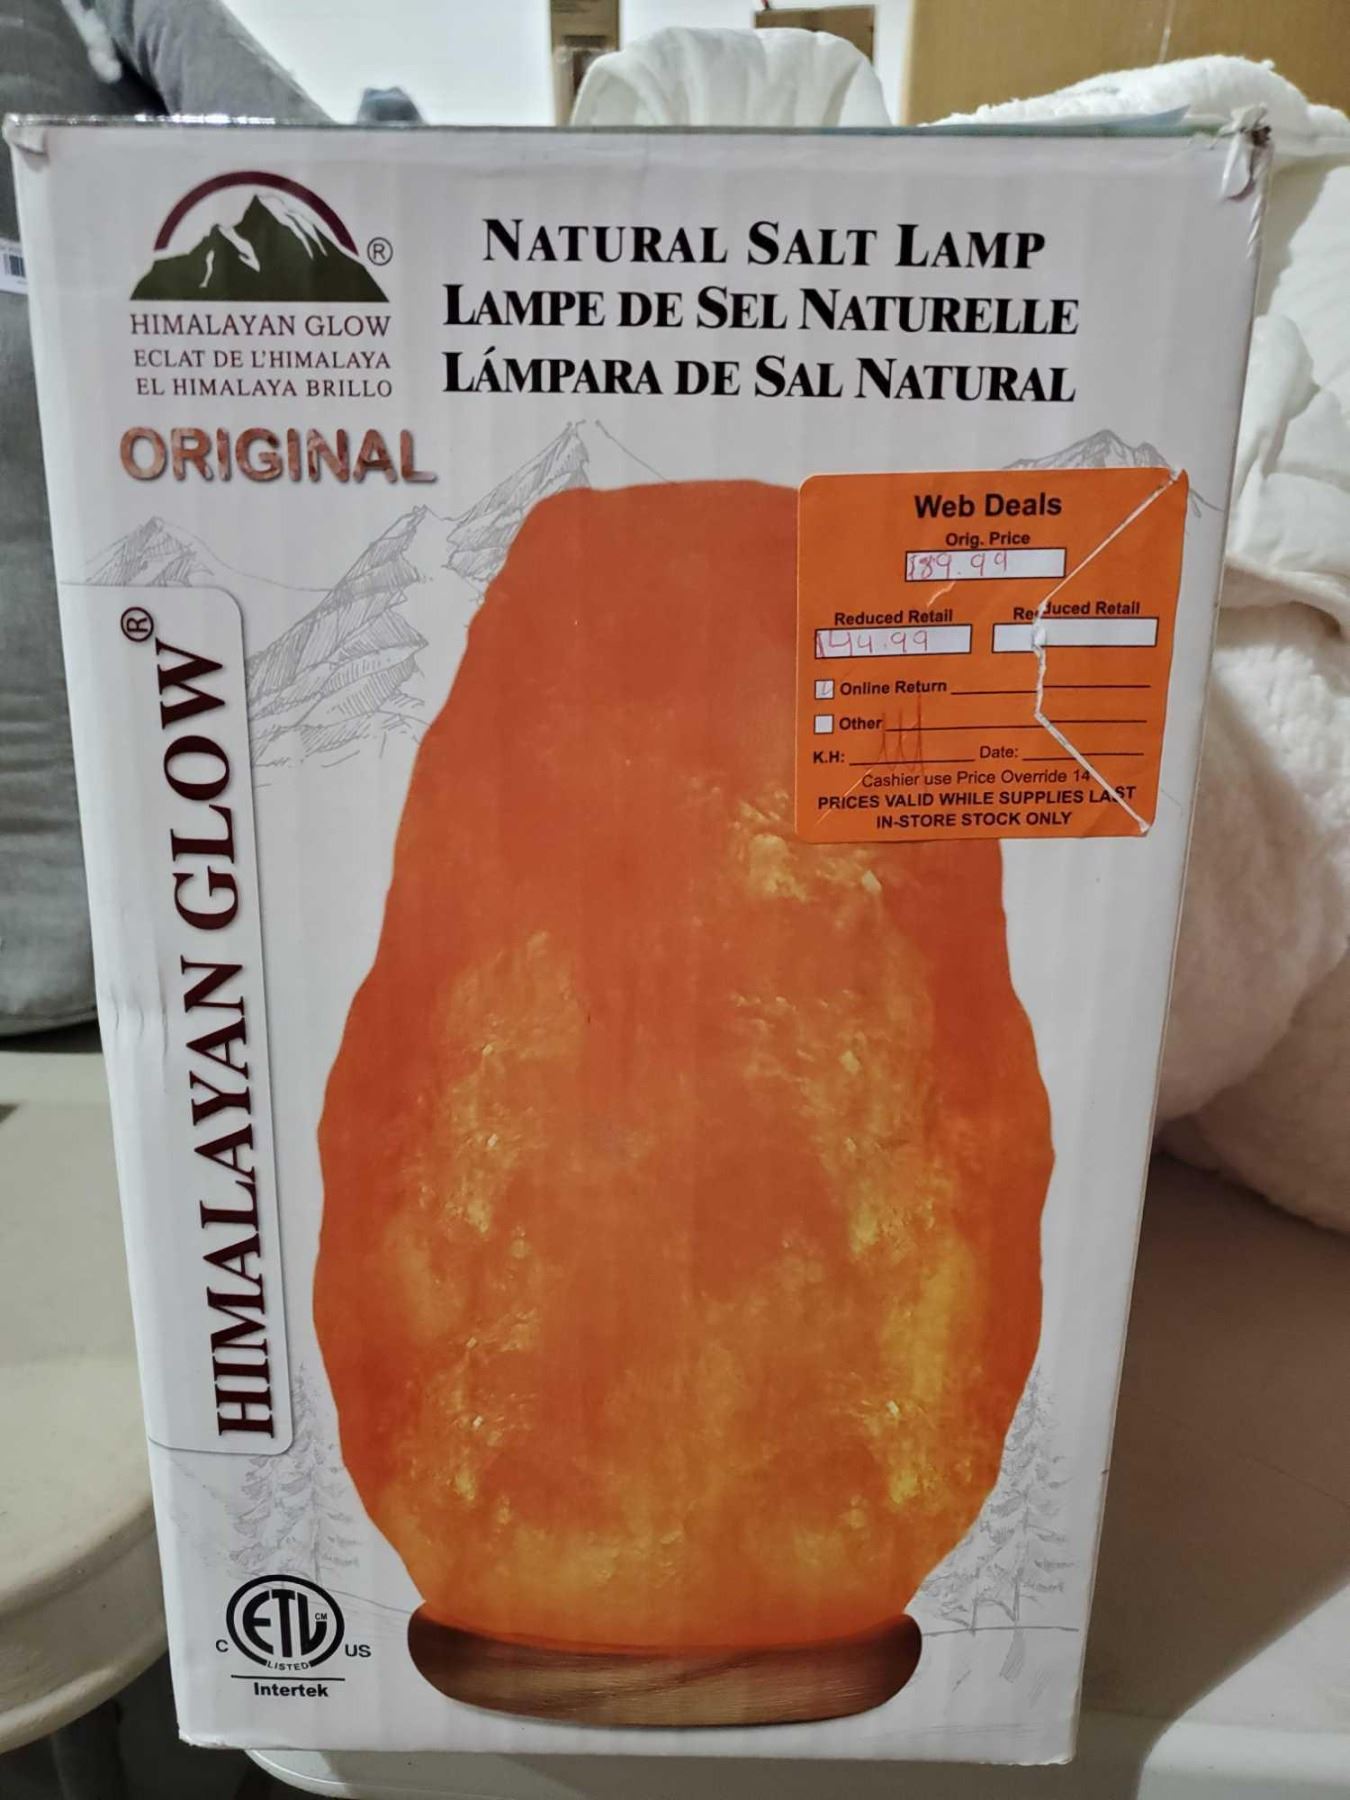 ®
HIMALAYAN GLOW
ECLAT DE L'HIMALAYA
EL HIMALAYA BRILLO
ORIGINAL
NATURAL SALT LAMP
LAMPE DE SEL NATURELLE
LÁMPARA DE SAL NATURAL
HIMALAYAN GLOW®
Web Deals
Orig. Price
89.99
Reduced Retail Reduced Retail
44.99
Online Return
Other
K.H: Date:
Cashier use Price Override 14
PRICES VALID WHILE SUPPLIES LAST
IN-STORE STOCK ONLY
ETL CM
C US
LISTED
Intertek